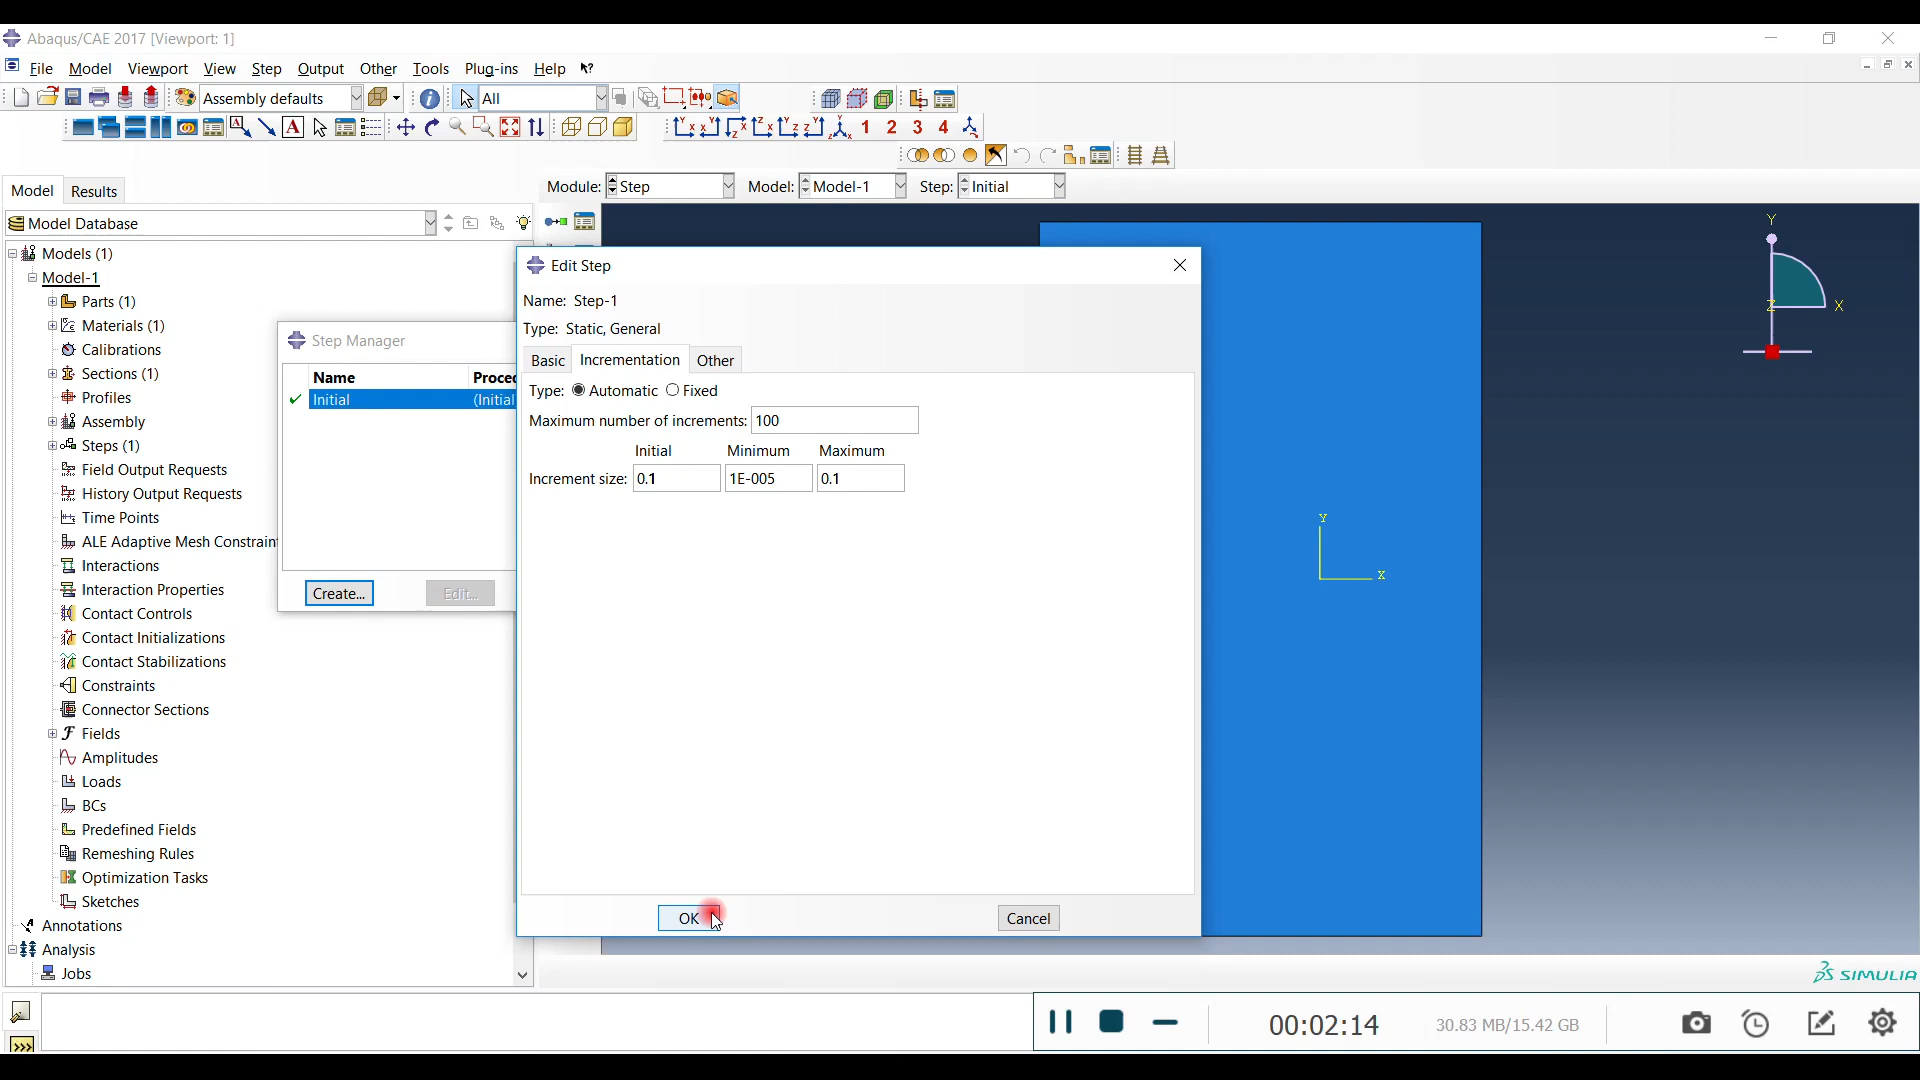 Abaqus/CAE 2017 [Viewport: 1]
File Model Viewport View Step Output Other Tools Plug-ins Help
Assembly defaults
All
1 2 3 4
Model Results
Module: Step Model: Model-1 Step: Initial
Model Database
Models (1)
Model-1
Parts (1)
Materials (1)
Calibrations
Sections (1)
Profiles
Assembly
Steps (1)
Field Output Requests
History Output Requests
Time Points
ALE Adaptive Mesh Constrain
Interactions
Interaction Properties
Contact Controls
Contact Initializations
Contact Stabilizations
Constraints
Connector Sections
Fields
Amplitudes
Loads
BCs
Predefined Fields
Remeshing Rules
Optimization Tasks
Sketches
Annotations
Analysis
Jobs
Step Manager
Name Proce
Initial (Initial
Create... Edit...
Edit Step
Name: Step-1
Type: Static, General
Basic Incrementation Other
Type: Automatic Fixed
Maximum number of increments: 100
Initial Minimum Maximum
Increment size: 0.1 1E-005 0.1
OK Cancel
Y
Z X
Y
X
SIMULIA
00:02:14 30.83 MB/15.42 GB